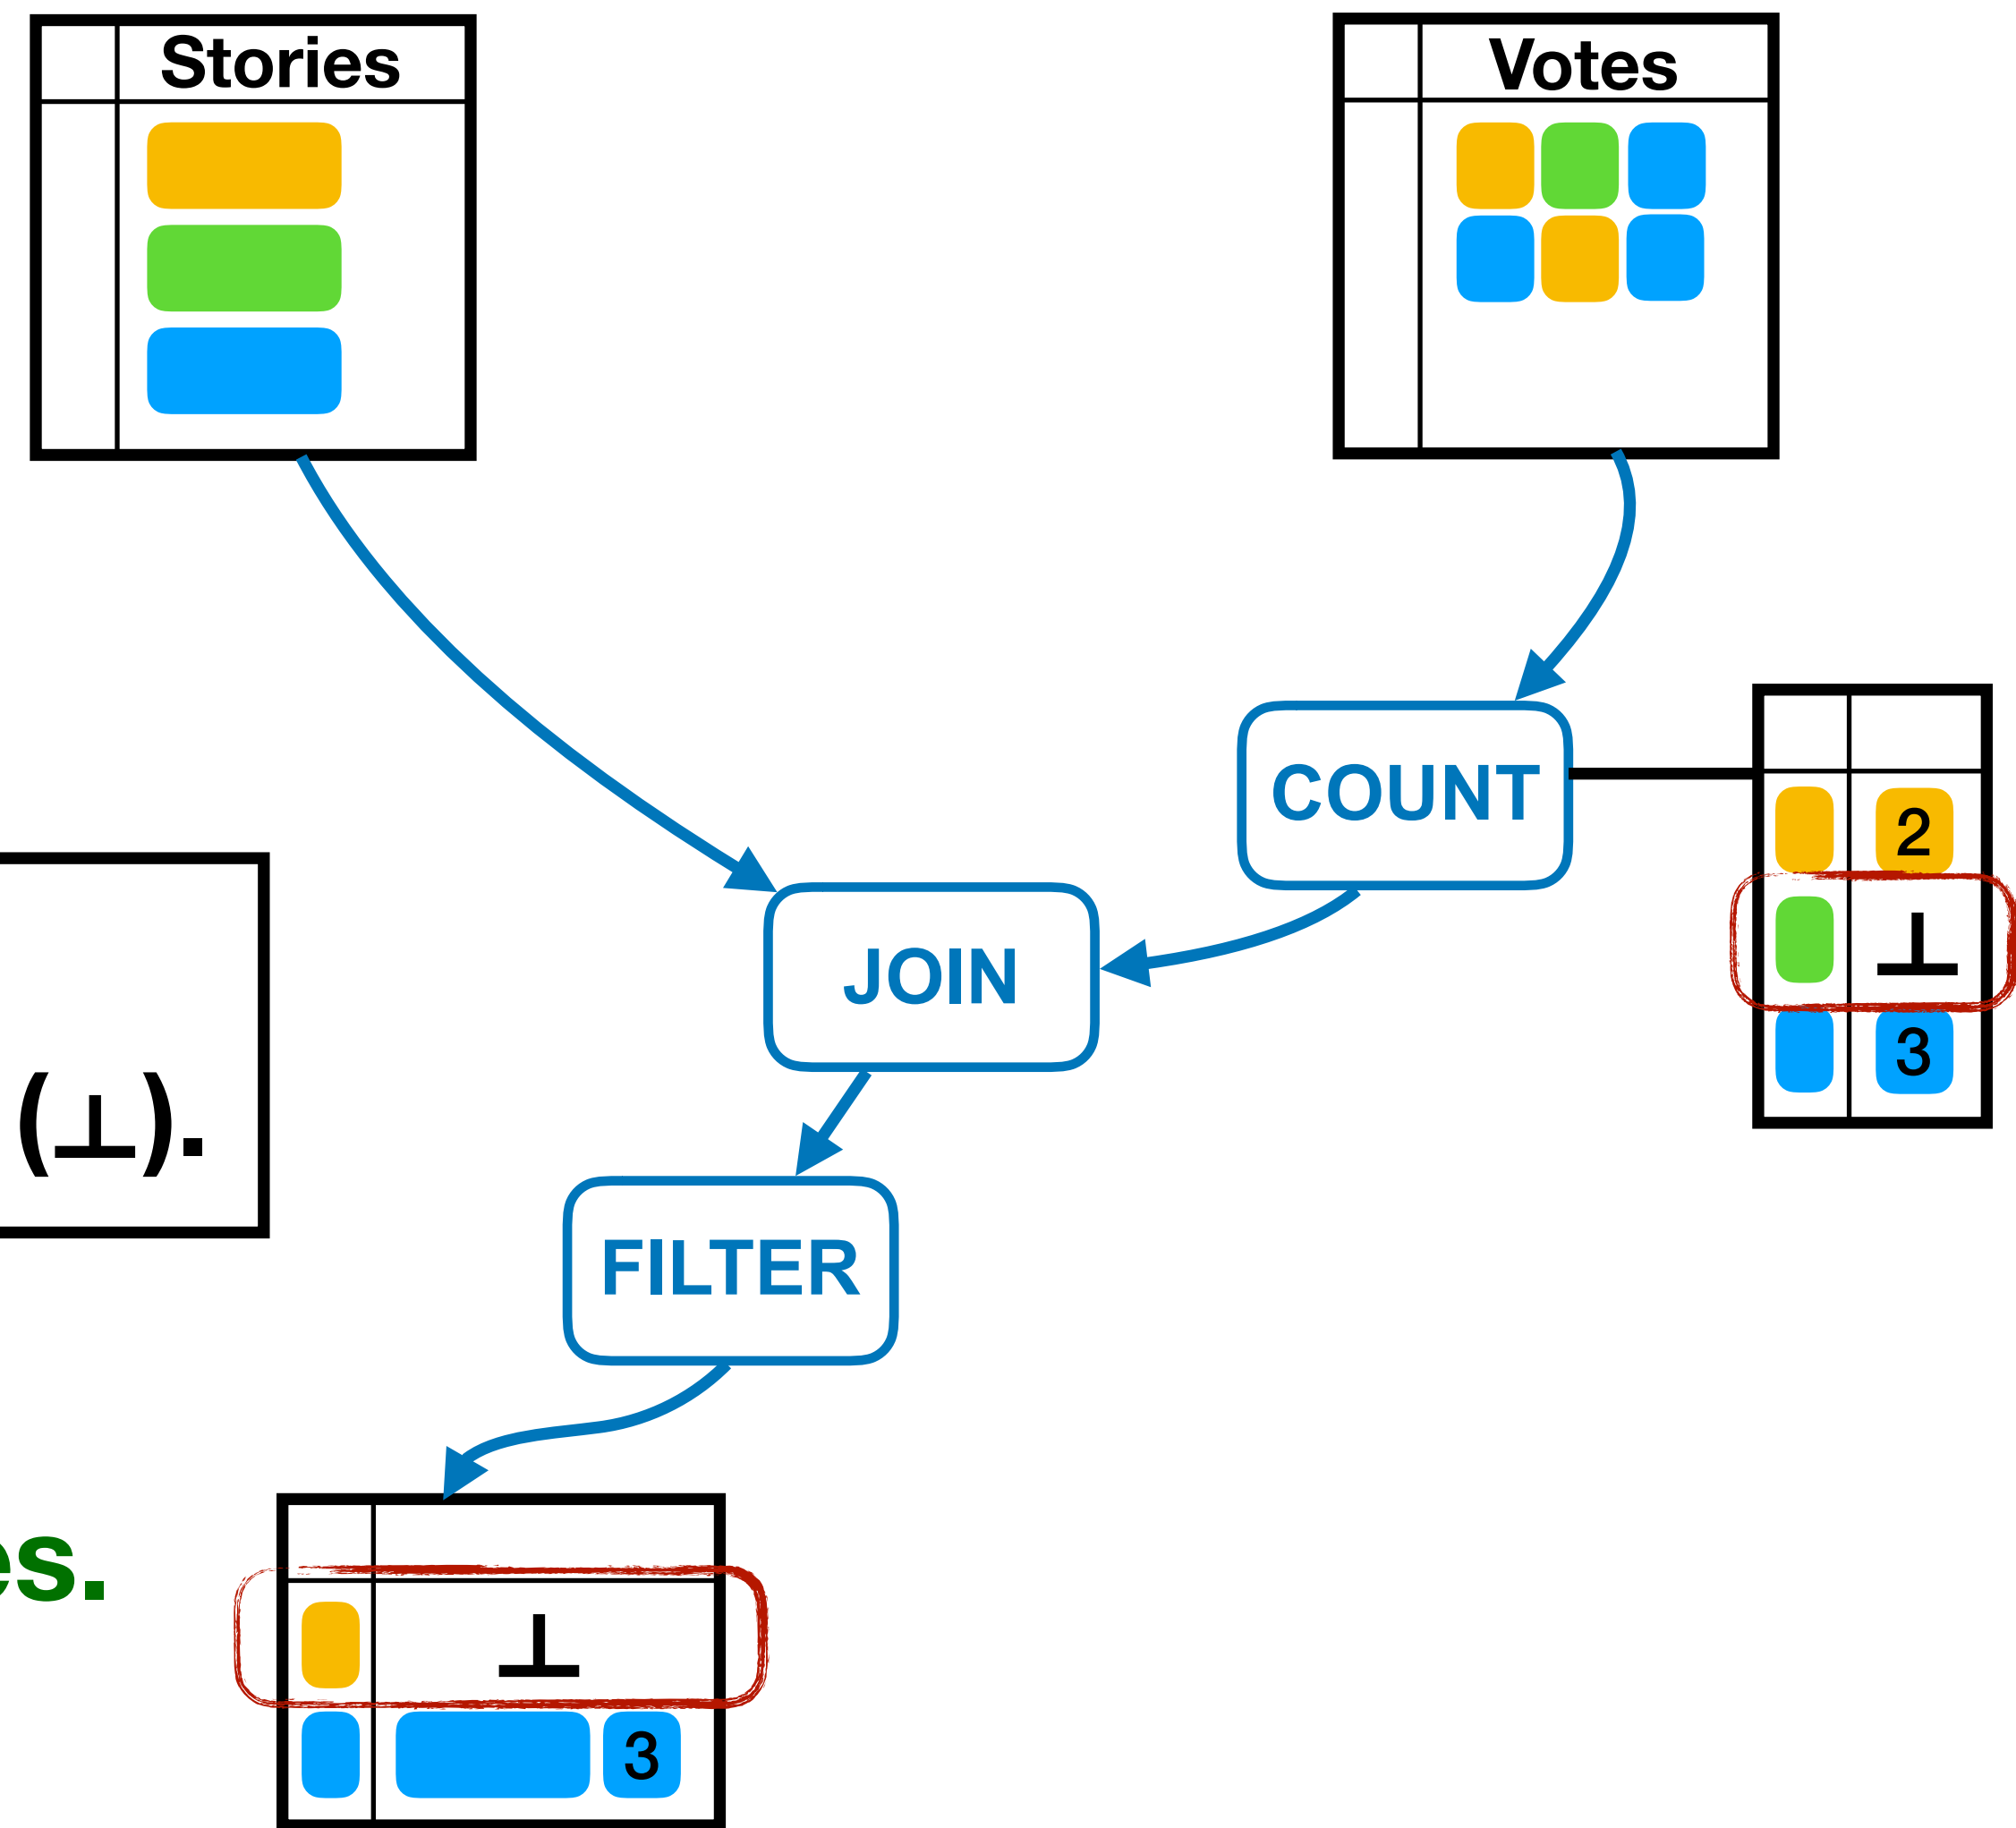 Stories
Votes
COUNT
2
⊥
3
JOIN
(⊥).
FILTER
es.
⊥
3